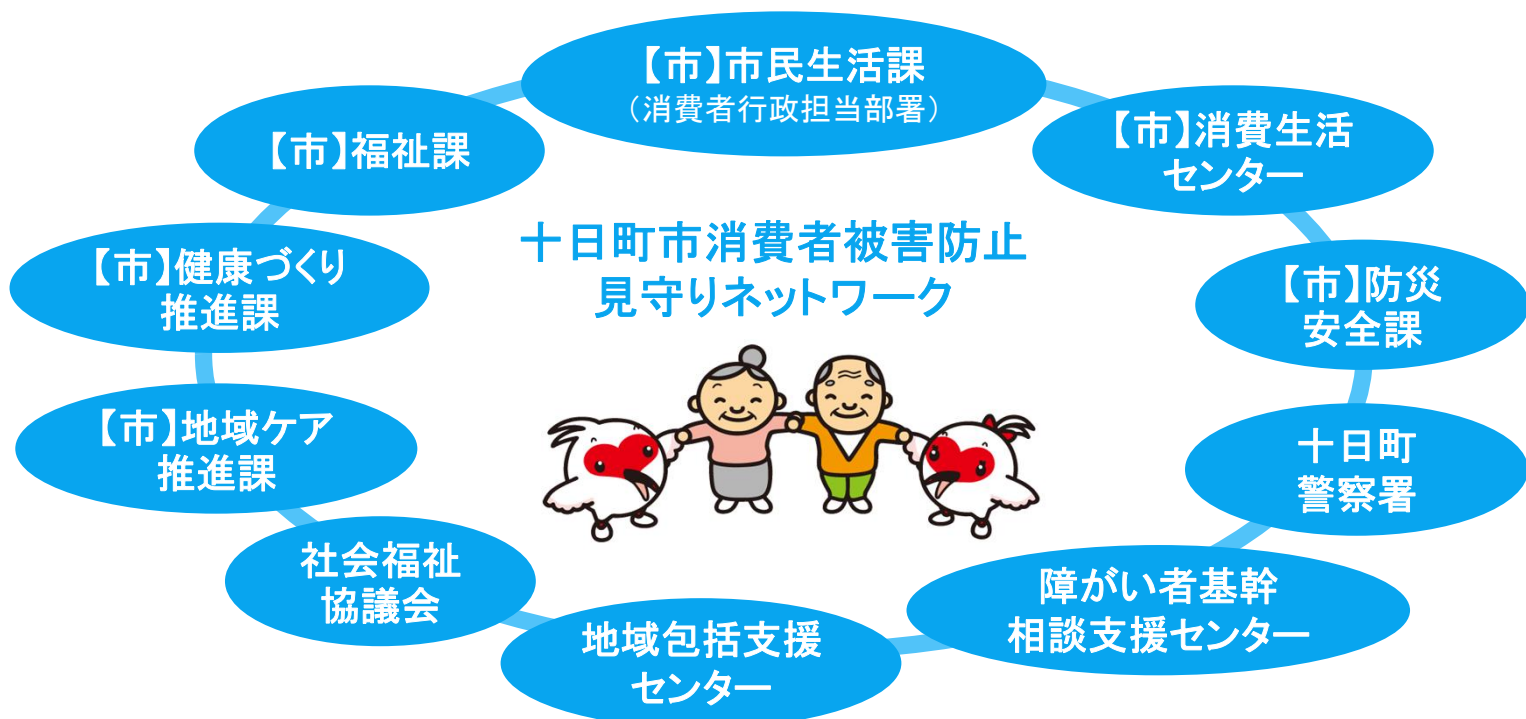 【市】市民生活課
（消費者行政担当部署）
【市】消費生活
センター
【市】防災
安全課
十日町
警察署
障がい者基幹
相談支援センター
地域包括支援
センター
社会福祉
協議会
【市】地域ケア
推進課
【市】健康づくり
推進課
【市】福祉課
十日町市消費者被害防止
見守りネットワーク